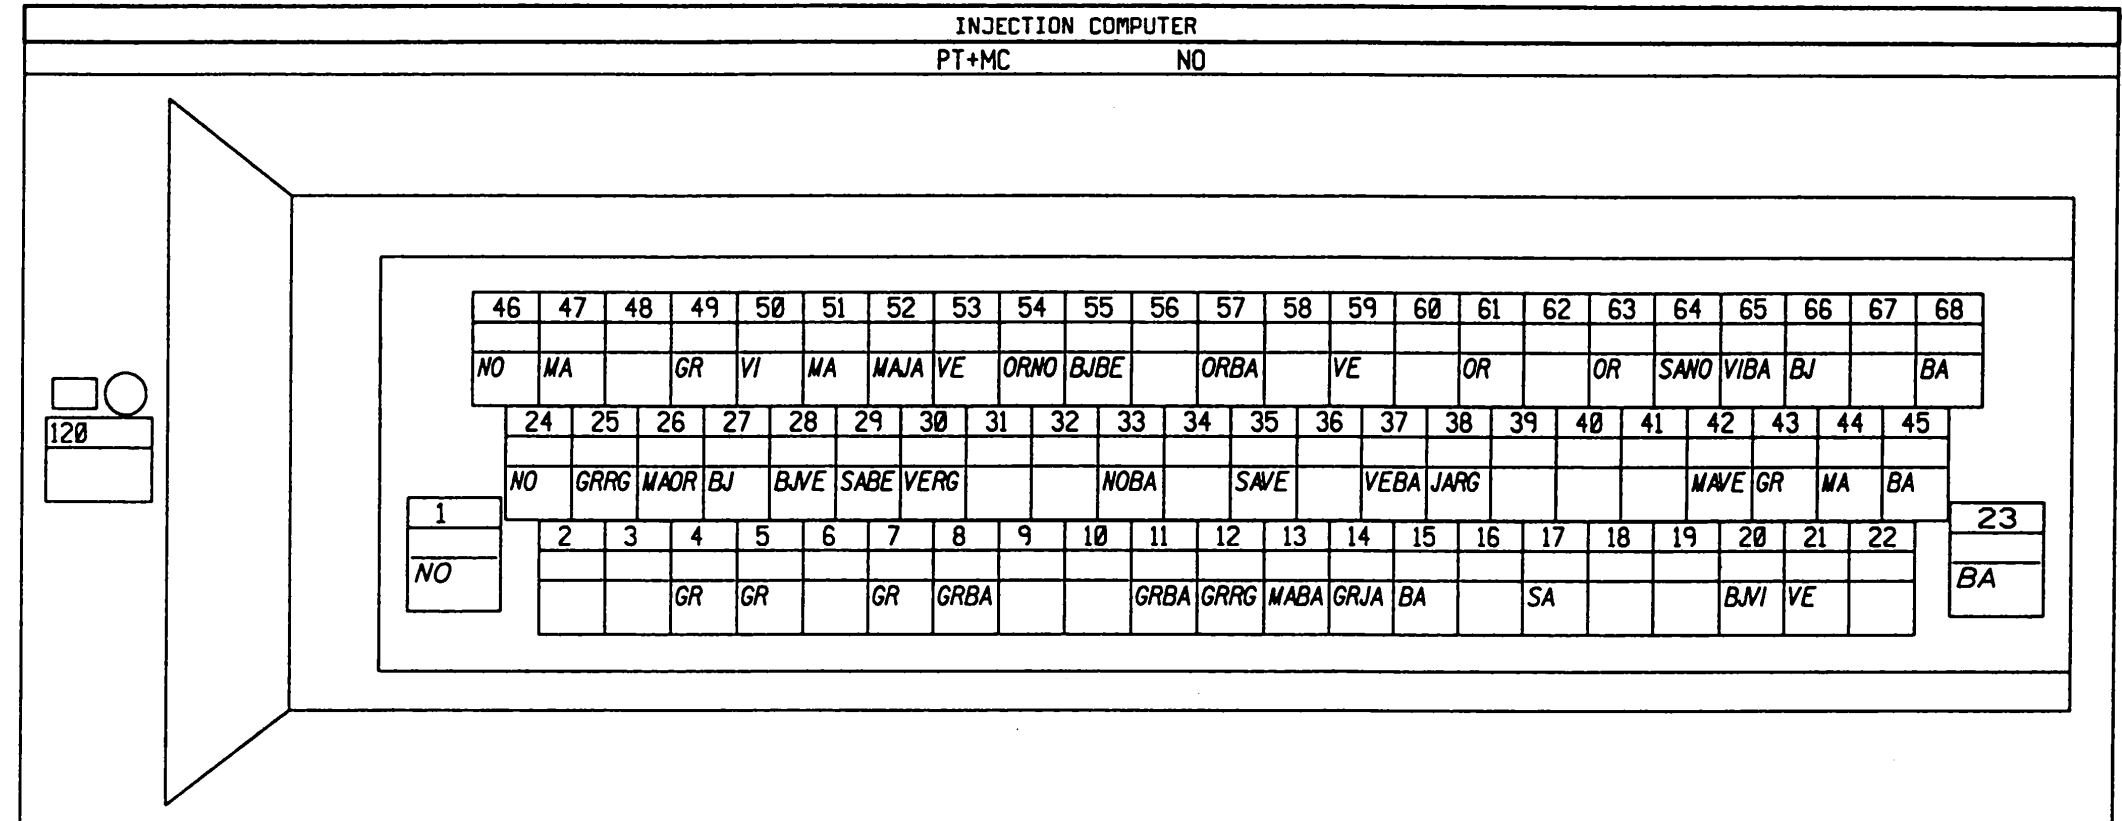 INJECTION COMPUTER
PT+MC NO
46 47 48 49 50 51 52 53 54 55 56 57 58 59 60 61 62 63 64 65 66 67 68
NO MA GR VI MA MAJA VE ORNO BJBE ORBA VE OR OR SANO VIBA BJ BA
120
24 25 26 27 28 29 30 31 32 33 34 35 36 37 38 39 40 41 42 43 44 45
NO GRRG MAOR BJ BJVE SABE VERG NOBA SAVE VEBA JARG MAVE GR MA BA
1
NO
2 3 4 5 6 7 8 9 10 11 12 13 14 15 16 17 18 19 20 21 22
GR GR GR GRBA GRBA GRRG MABA GRJA BA SA BJVI VE
23
BA